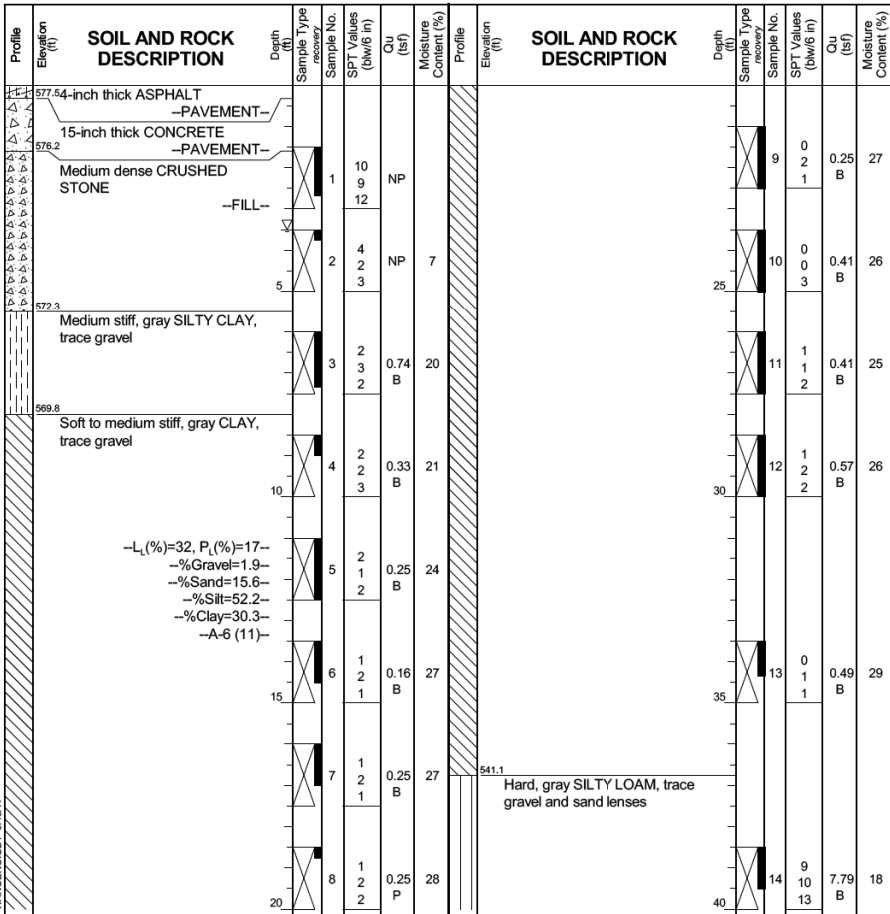 Profile
Elevation (ft)
SOIL AND ROCK
DESCRIPTION
Depth (ft)
Sample Type
recovery
Sample No.
SPT Values
(blw/6 in)
Qu
(tsf)
Moisture
Content (%)
577.5 4-inch thick ASPHALT
--PAVEMENT--
15-inch thick CONCRETE
576.2 --PAVEMENT--
Medium dense CRUSHED
STONE
--FILL--
1 10 9 12 NP
2 4 2 3 NP 7
5
572.3
Medium stiff, gray SILTY CLAY,
trace gravel
3 2 3 2 0.74 B 20
569.8
Soft to medium stiff, gray CLAY,
trace gravel
4 2 2 3 0.33 B 21
10
--LL(%)=32, PL(%)=17--
--%Gravel=1.9--
--%Sand=15.6--
--%Silt=52.2--
--%Clay=30.3--
--A-6 (11)--
5 2 1 2 0.25 B 24
6 1 2 1 0.16 B 27
15
7 1 2 1 0.25 B 27
8 1 2 2 0.25 P 28
20
Profile
Elevation (ft)
SOIL AND ROCK
DESCRIPTION
Depth (ft)
Sample Type
recovery
Sample No.
SPT Values
(blw/6 in)
Qu
(tsf)
Moisture
Content (%)
9 0 2 1 0.25 B 27
10 0 0 3 0.41 B 26
25
11 1 1 2 0.41 B 25
12 1 2 2 0.57 B 26
30
13 0 1 1 0.49 B 29
35
541.1
Hard, gray SILTY LOAM, trace
gravel and sand lenses
14 9 10 13 7.79 B 18
40